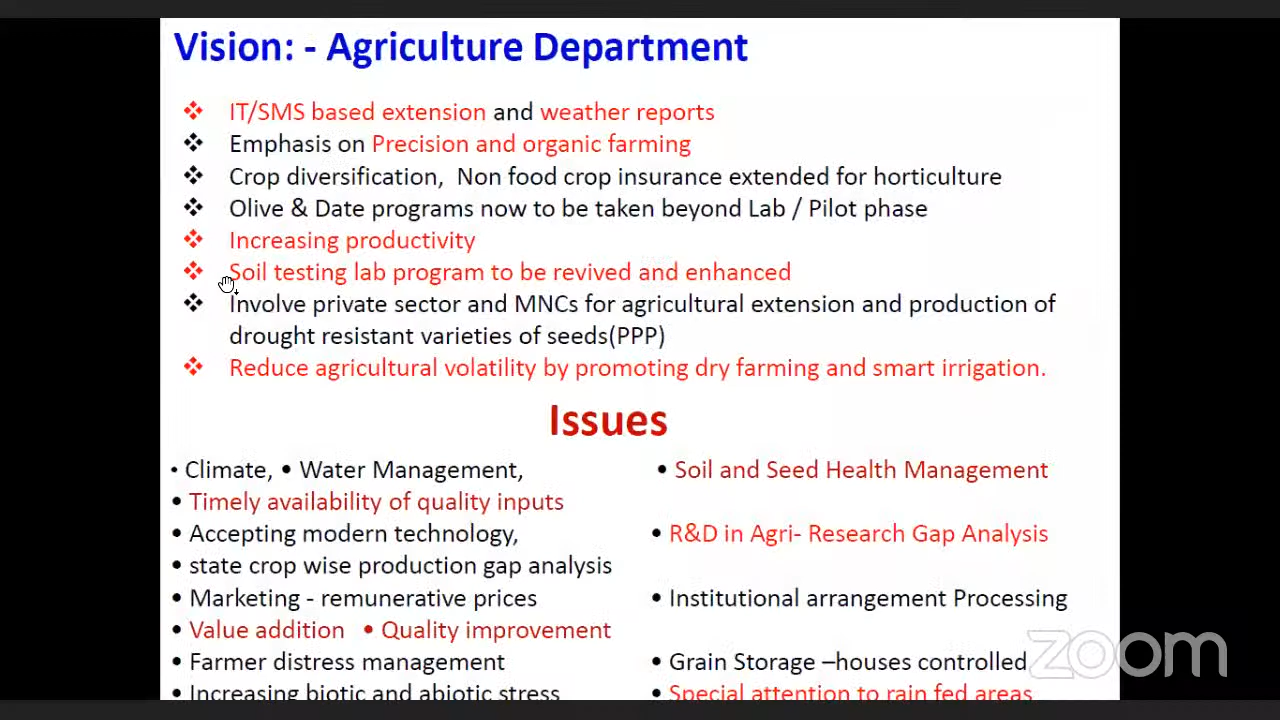 Vision: - Agriculture Department
❖ IT/SMS based extension and weather reports
❖ Emphasis on Precision and organic farming
❖ Crop diversification, Non food crop insurance extended for horticulture
❖ Olive & Date programs now to be taken beyond Lab / Pilot phase
❖ Increasing productivity
❖ Soil testing lab program to be revived and enhanced
❖ Involve private sector and MNCs for agricultural extension and production of
drought resistant varieties of seeds(PPP)
❖ Reduce agricultural volatility by promoting dry farming and smart irrigation.
Issues
• Climate, • Water Management, • Soil and Seed Health Management
• Timely availability of quality inputs
• Accepting modern technology, • R&D in Agri- Research Gap Analysis
• state crop wise production gap analysis
• Marketing - remunerative prices • Institutional arrangement Processing
• Value addition • Quality improvement
• Farmer distress management • Grain Storage –houses controlled
• Increasing biotic and abiotic stress • Special attention to rain fed areas
zoom